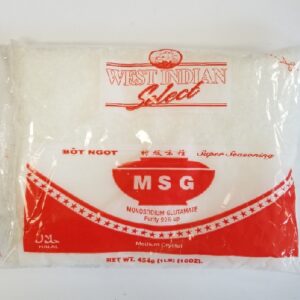 WEST INDIAN
Select
BỘT NGỌT Super Seasoning
MSG
MONOSODIUM GLUTAMATE
Purity 99% up
حلال
HALAL
Medium Crystal
NET WT. 454g (1LB) (16OZ).